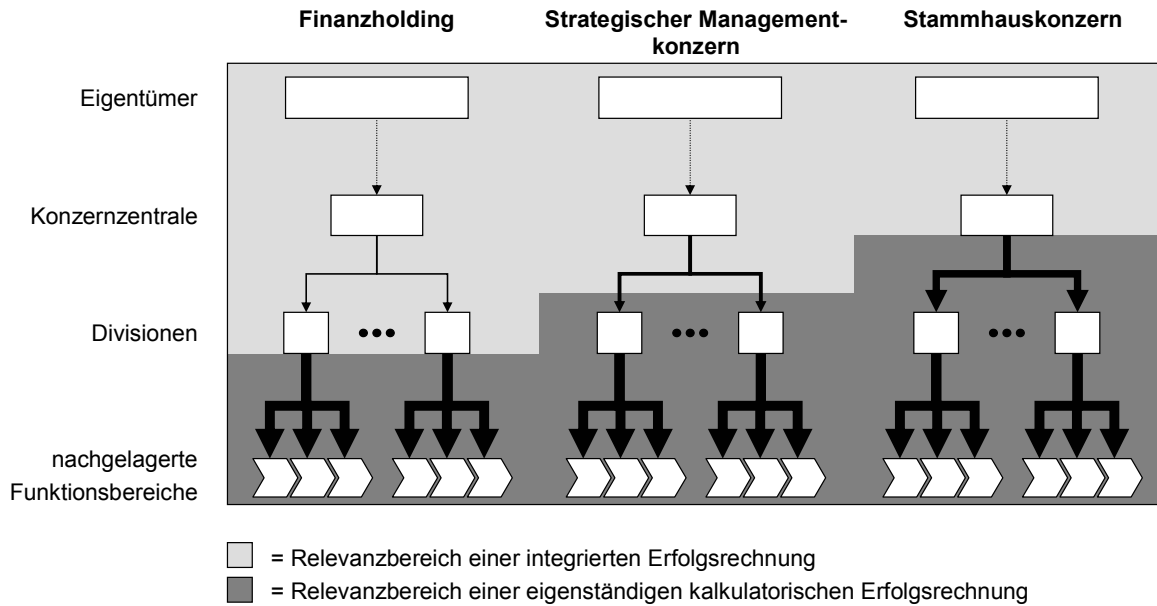 Finanzholding
Strategischer Management-
konzern
Stammhauskonzern
Eigentümer
Konzernzentrale
Divisionen
nachgelagerte
Funktionsbereiche
= Relevanzbereich einer integrierten Erfolgsrechnung
= Relevanzbereich einer eigenständigen kalkulatorischen Erfolgsrechnung